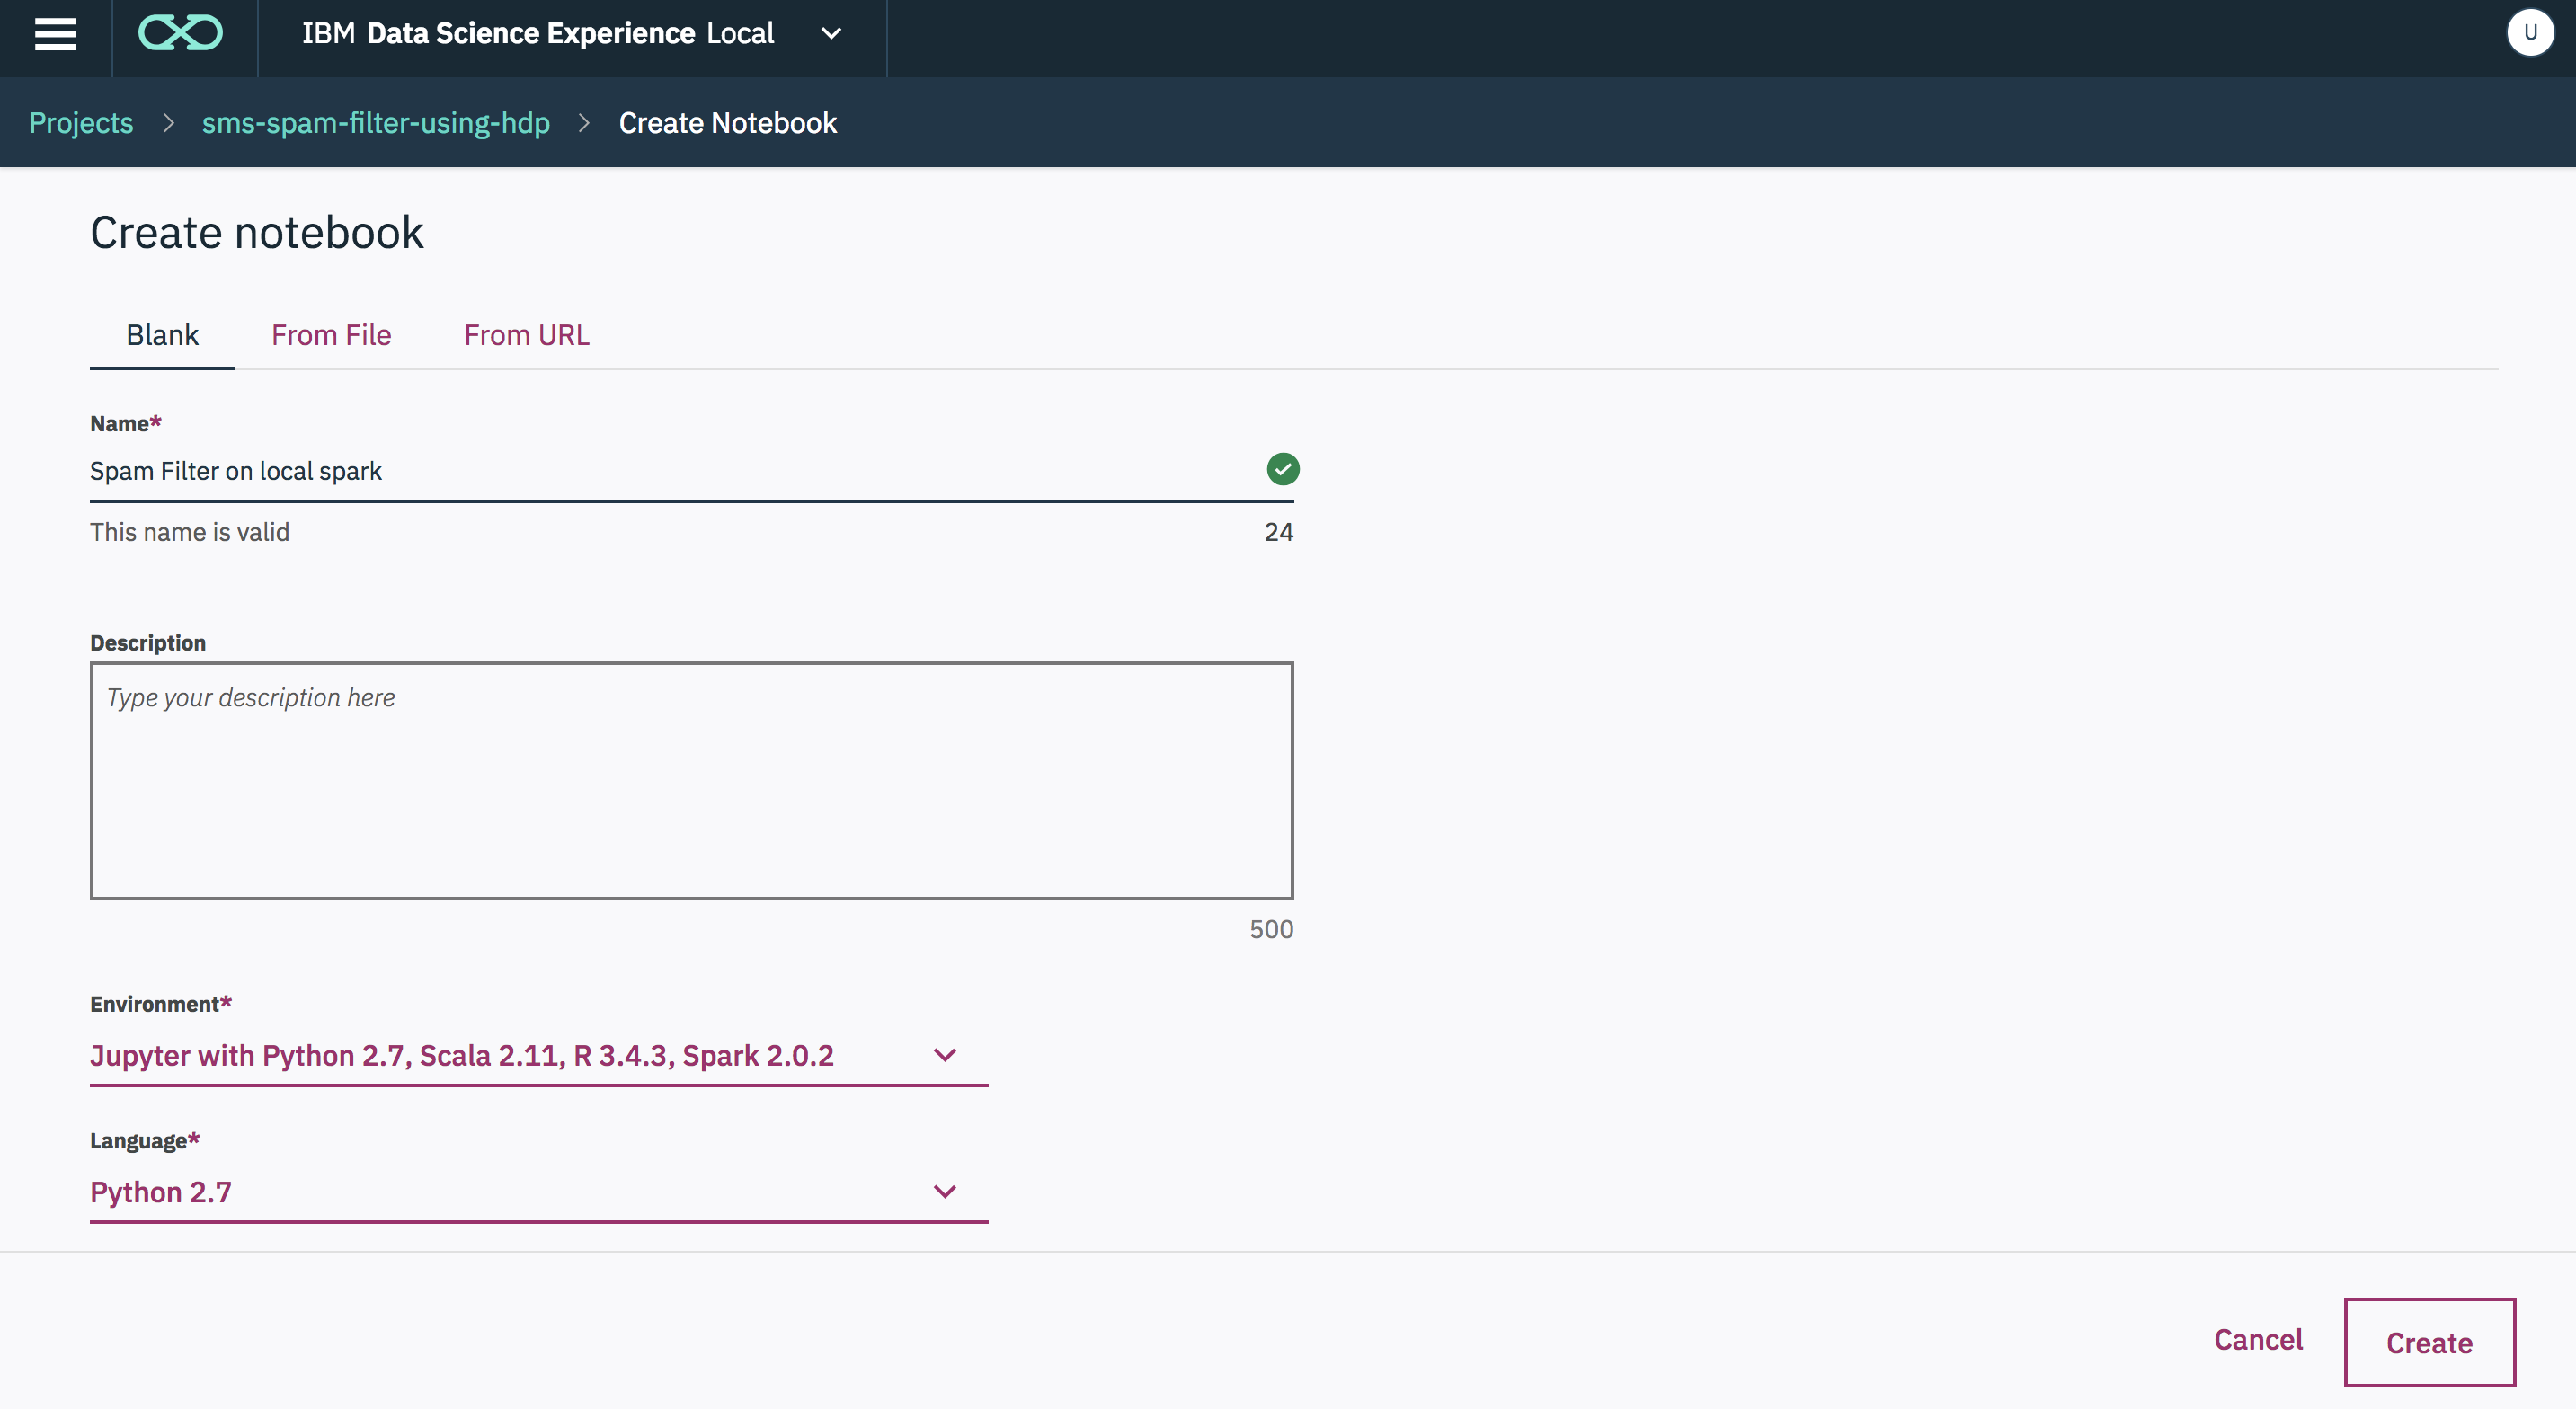 IBM Data Science Experience Local
U
Projects > sms-spam-filter-using-hdp > Create Notebook
Create notebook
Blank From File From URL
Name*
Spam Filter on local spark
This name is valid 24
Description
Type your description here
500
Environment*
Jupyter with Python 2.7, Scala 2.11, R 3.4.3, Spark 2.0.2
Language*
Python 2.7
Cancel Create